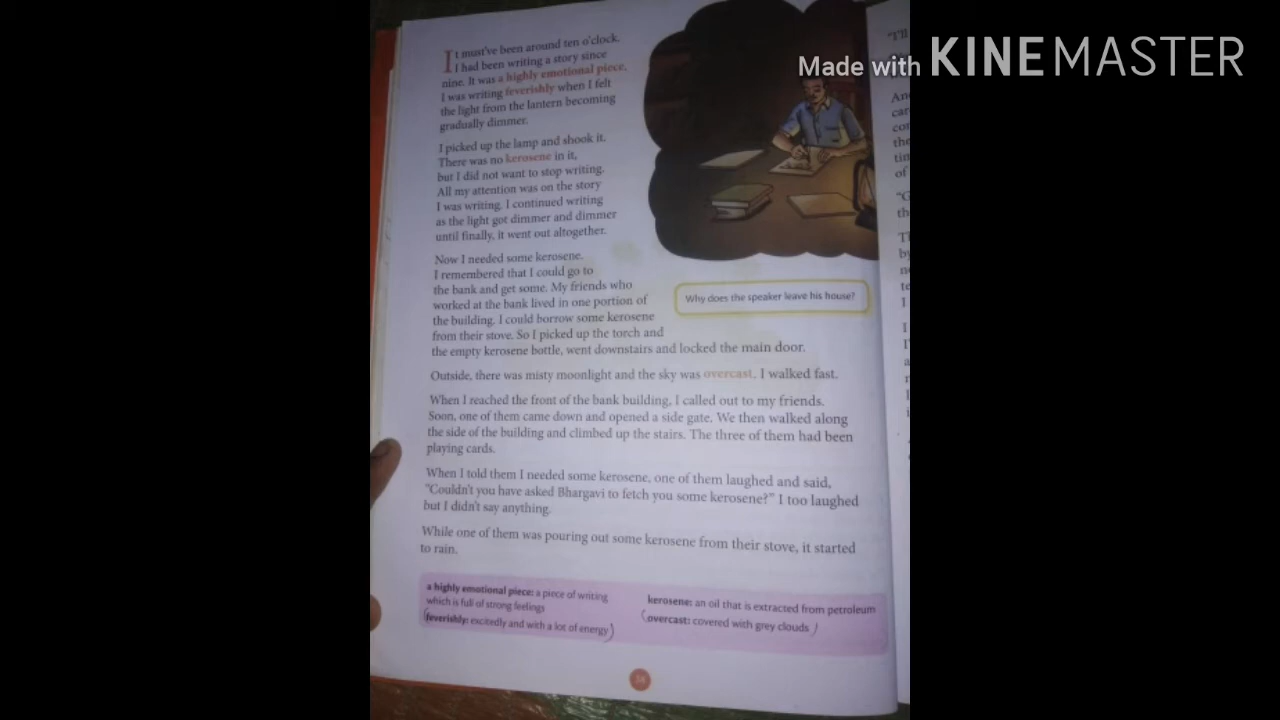 Made with KINEMASTER
It must've been around ten o'clock.
I had been writing a story since
nine. It was a highly emotional piece.
I was writing feverishly when I felt
the light from the lantern becoming
gradually dimmer.
I picked up the lamp and shook it.
There was no kerosene in it,
but I did not want to stop writing.
All my attention was on the story
I was writing. I continued writing
as the light got dimmer and dimmer
until finally, it went out altogether.
Now I needed some kerosene.
I remembered that I could go to
the bank and get some. My friends who
worked at the bank lived in one portion of
the building. I could borrow some kerosene
from their stove. So I picked up the torch and
the empty kerosene bottle, went downstairs and locked the main door.
Why does the speaker leave his house?
Outside, there was misty moonlight and the sky was overcast. I walked fast.
When I reached the front of the bank building, I called out to my friends.
Soon, one of them came down and opened a side gate. We then walked along
the side of the building and climbed up the stairs. The three of them had been
playing cards.
When I told them I needed some kerosene, one of them laughed and said,
"Couldn't you have asked Bhargavi to fetch you some kerosene?" I too laughed
but I didn't say anything.
While one of them was pouring out some kerosene from their stove, it started
to rain.
a highly emotional piece: a piece of writing
which is full of strong feelings
feverishly: excitedly and with a lot of energy
kerosene: an oil that is extracted from petroleum
overcast: covered with grey clouds
"I'll